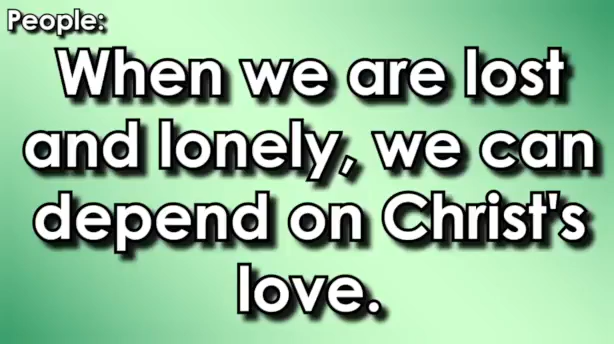 People:
When we are lost
and lonely, we can
depend on Christ's
love.